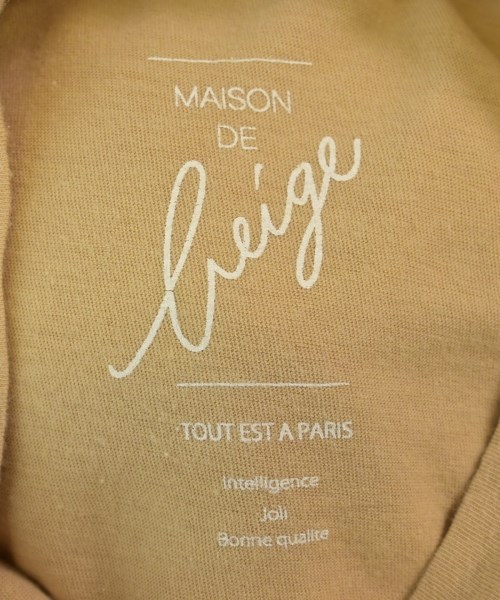 MAISON
DE
beige
TOUT EST A PARIS
Intelligence
Joli
Bonne qualite